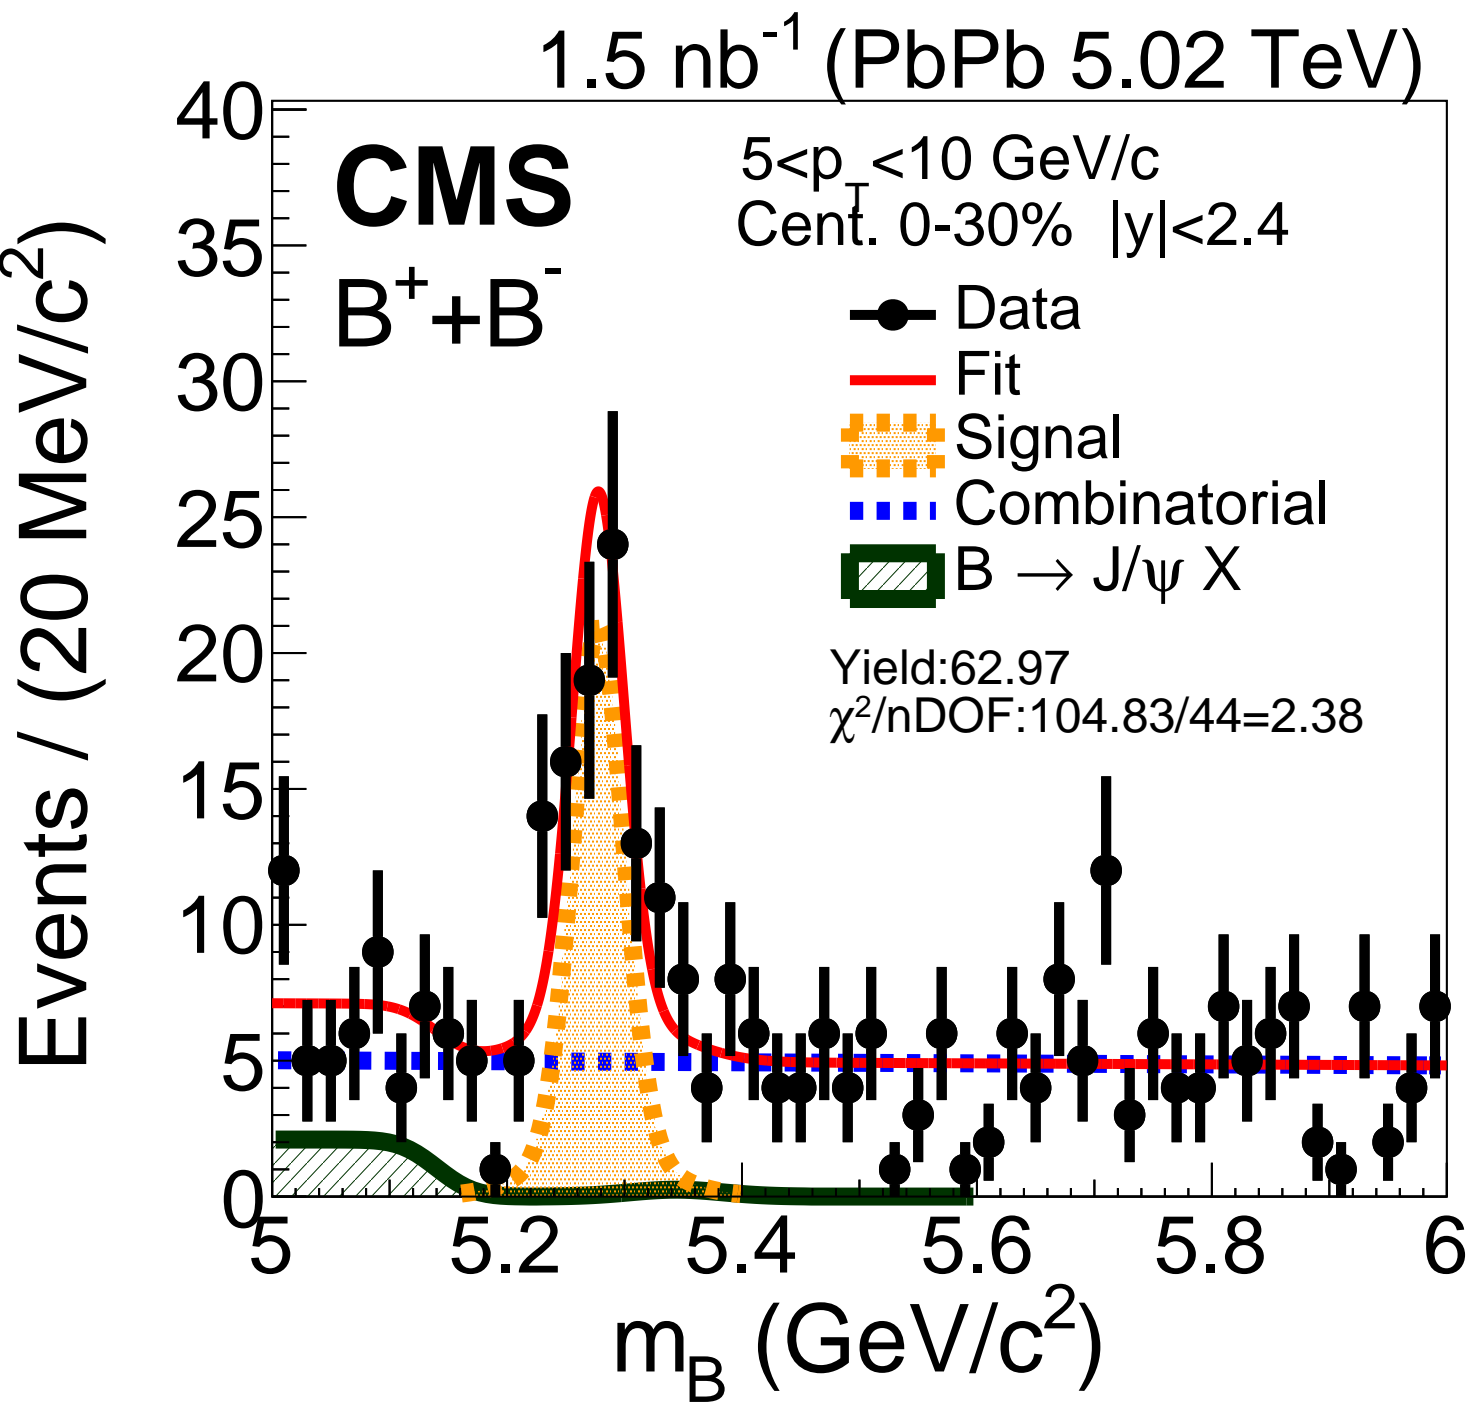 1.5 nb⁻¹ (PbPb 5.02 TeV)
CMS
B⁺+B⁻
5<p_T<10 GeV/c
Cent. 0-30% |y|<2.4
Data
Fit
Signal
Combinatorial
B → J/ψ X
Yield:62.97
χ²/nDOF:104.83/44=2.38
Events / (20 MeV/c²)
40
35
30
25
20
15
10
5
0
5 5.2 5.4 5.6 5.8 6
m_B (GeV/c²)